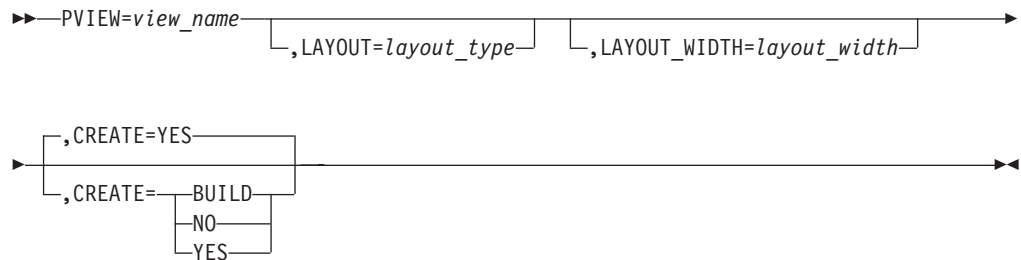 PVIEW=view_name
,LAYOUT=layout_type ,LAYOUT_WIDTH=layout_width
,CREATE=YES
,CREATE= BUILD
NO
YES